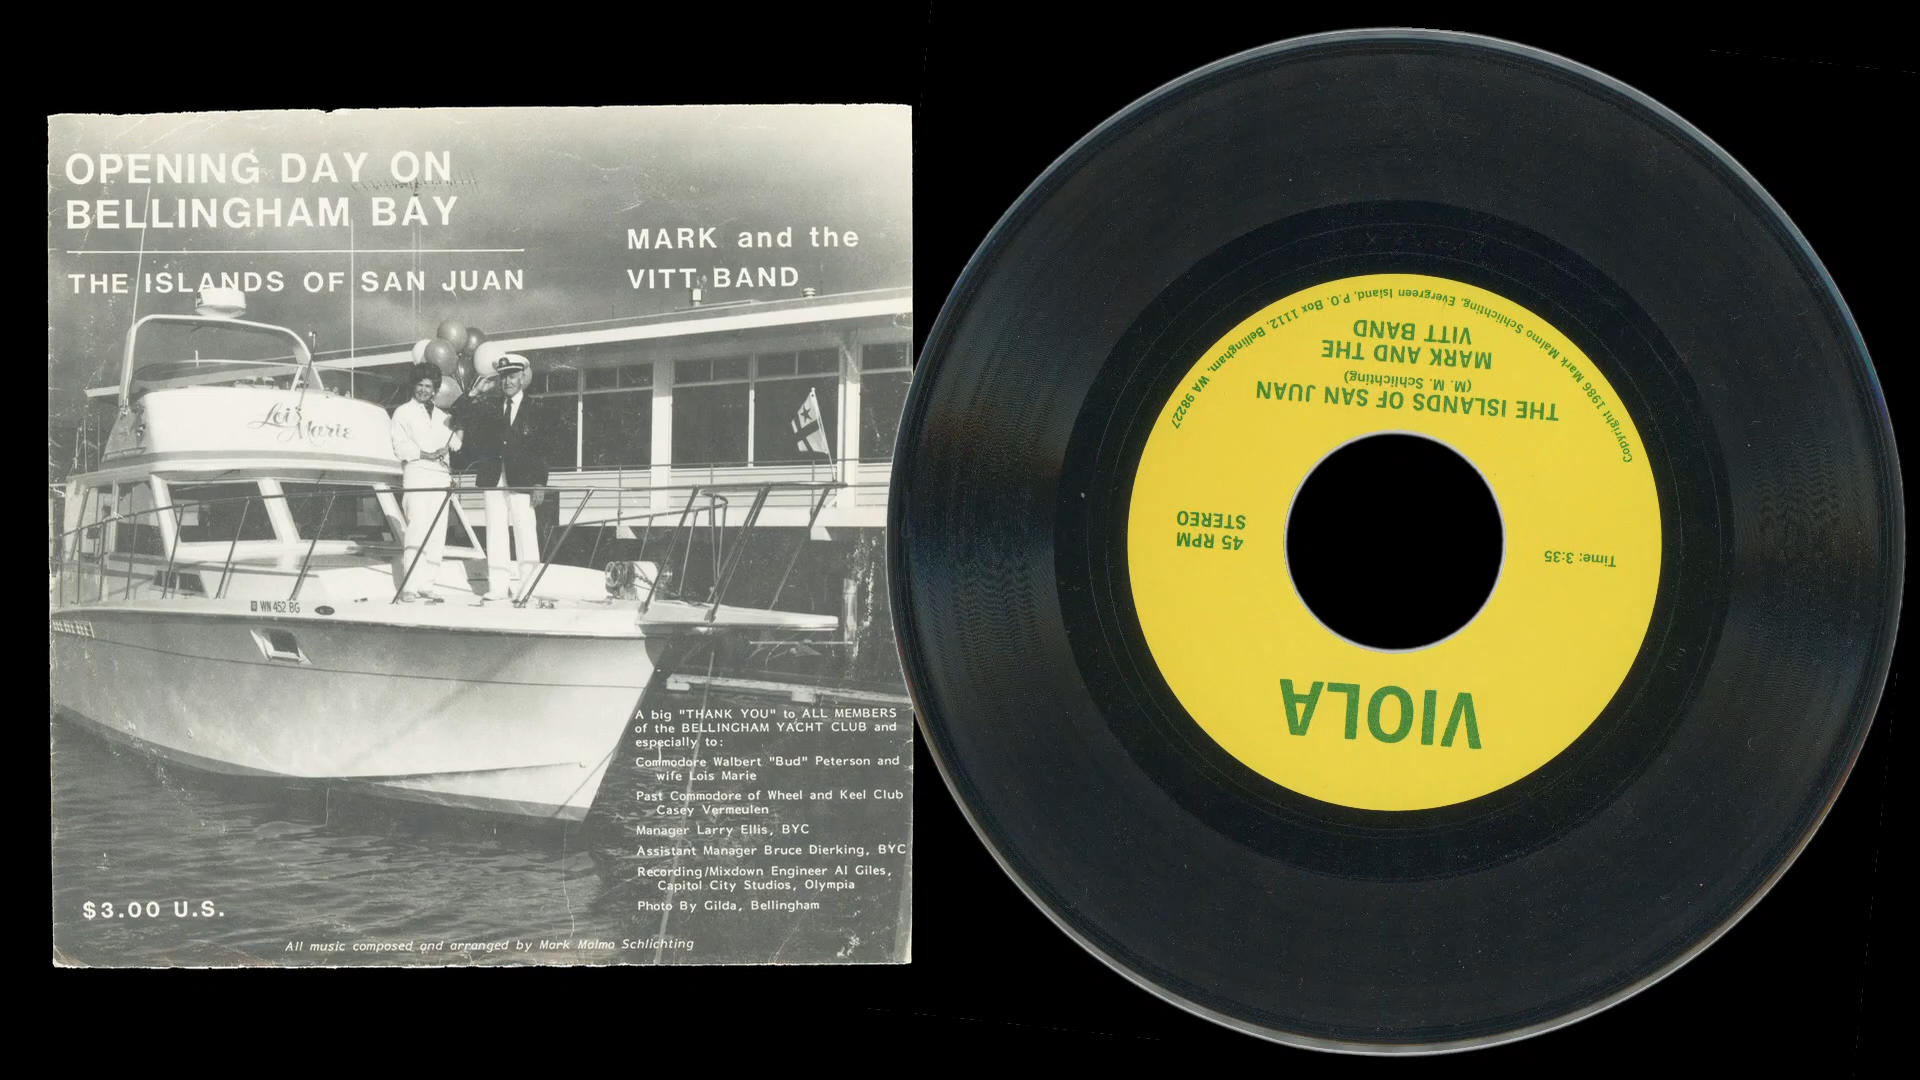 OPENING DAY ON
BELLINGHAM BAY
THE ISLANDS OF SAN JUAN
MARK and the
VITT BAND
Lois
Marie
WN 452 BG
A big "THANK YOU" to ALL MEMBERS
of the BELLINGHAM YACHT CLUB and
especially to:
Commodore Walbert "Bud" Peterson and
wife Lois Marie
Past Commodore of Wheel and Keel Club
Casey Vermeulen
Manager Larry Ellis, BYC
Assistant Manager Bruce Dierking, BYC
Recording/Mixdown Engineer Al Giles,
Capitol City Studios, Olympia
Photo By Gilda, Bellingham
$3.00 U.S.
All music composed and arranged by Mark Malmo Schlichting
VIOLA
Time: 3:35
45 RPM
STEREO
THE ISLANDS OF SAN JUAN
(M. M. Schlichting)
MARK AND THE
VITT BAND
Copyright 1986 Mark Malmo Schlichting, Evergreen Island, P.O. Box 1112, Bellingham, WA 98227